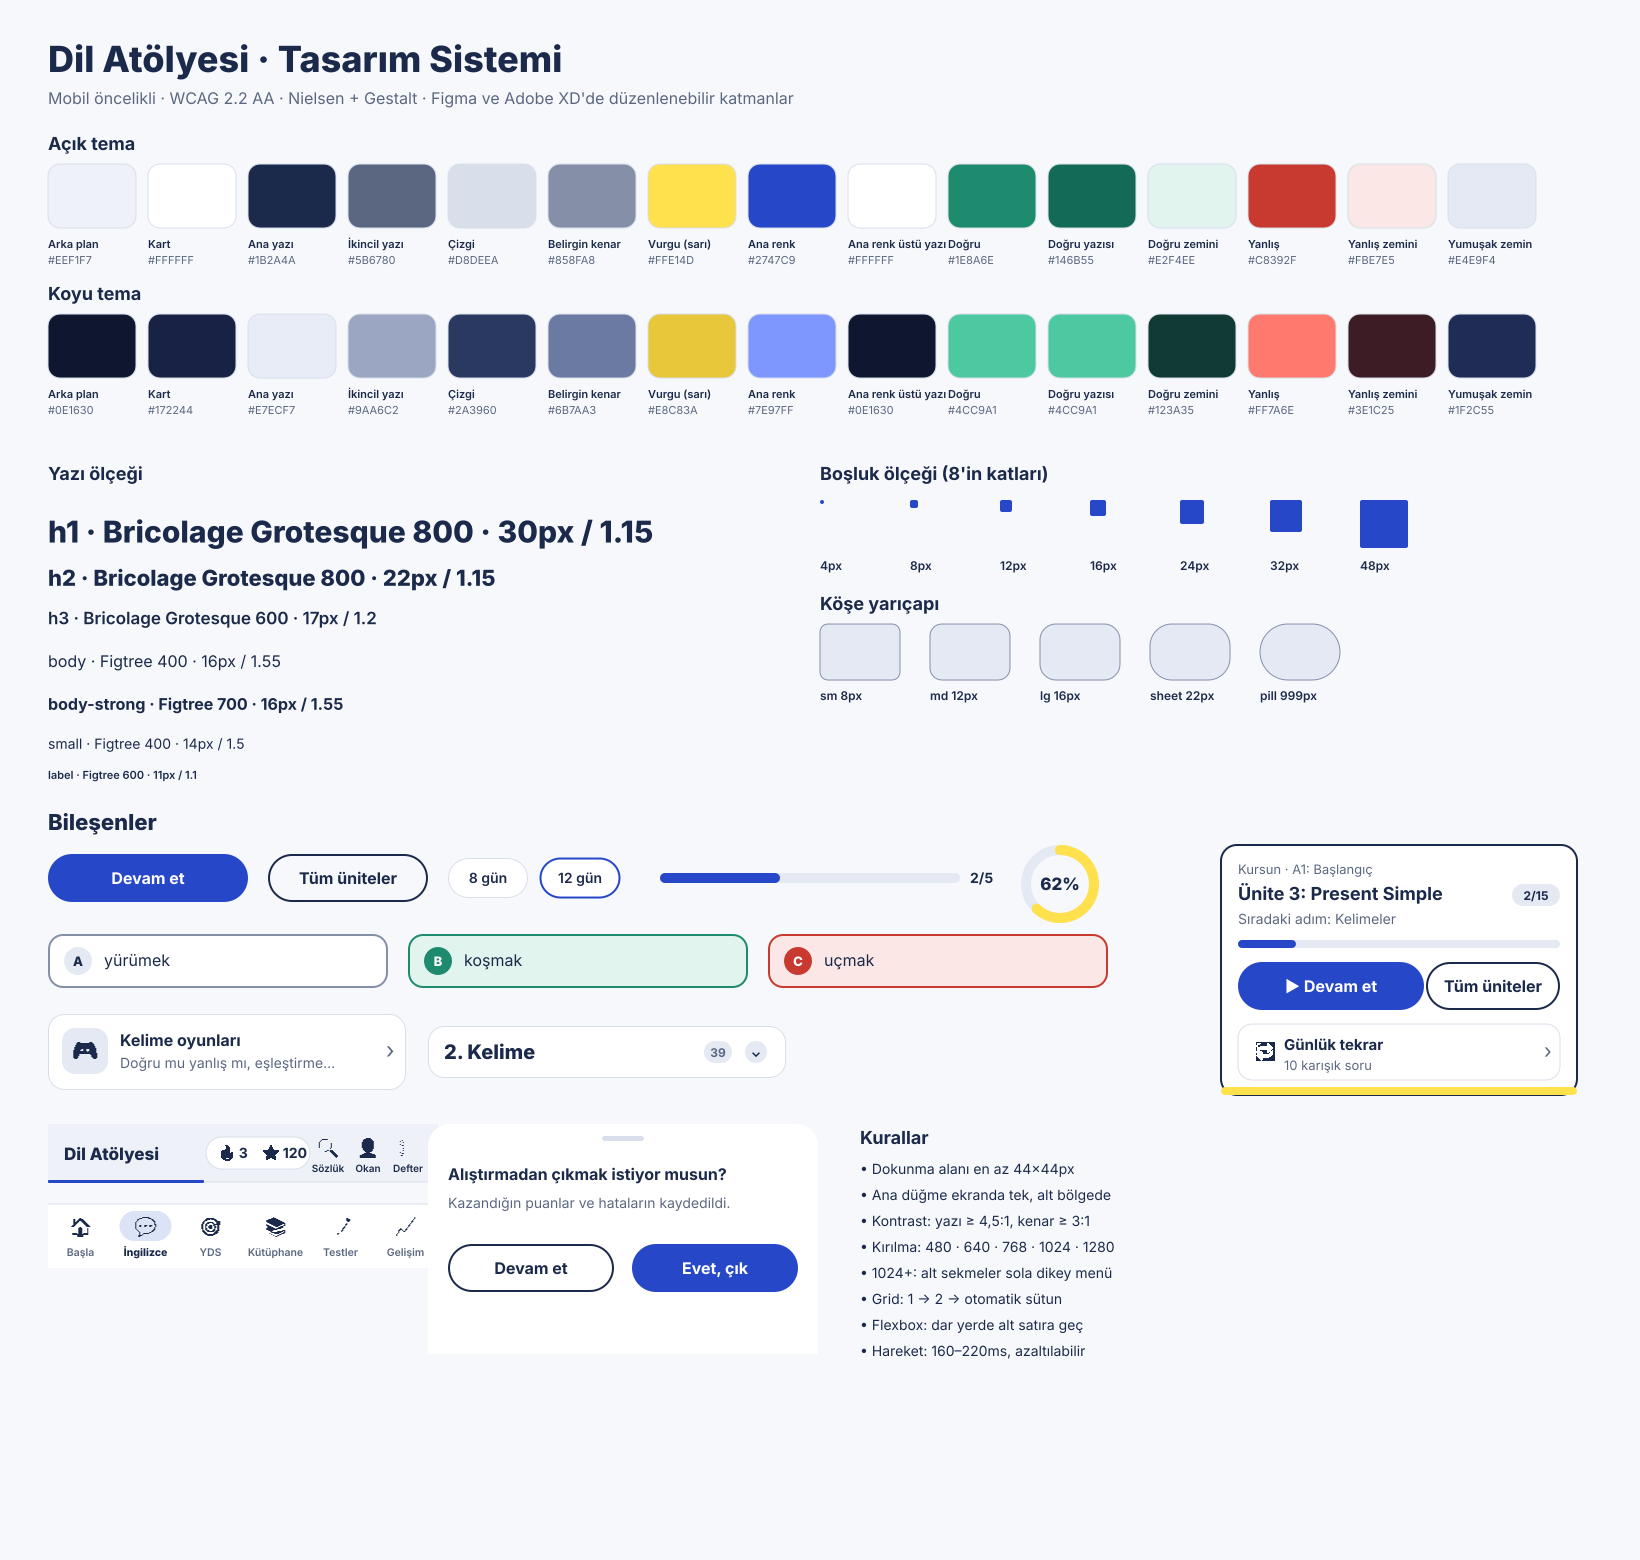 Dil Atölyesi · Tasarım Sistemi
Mobil öncelikli · WCAG 2.2 AA · Nielsen + Gestalt · Figma ve Adobe XD'de düzenlenebilir katmanlar
Açık tema
Arka plan Kart Ana yazı İkincil yazı Çizgi Belirgin kenar Vurgu (sarı) Ana renk Ana renk üstü yazı Doğru Doğru yazısı Doğru zemini Yanlış Yanlış zemini Yumuşak zemin
#EEF1F7 #FFFFFF #1B2A4A #5B6780 #D8DEEA #858FA8 #FFE14D #2747C9 #FFFFFF #1E8A6E #146B55 #E2F4EE #C8392F #FBE7E5 #E4E9F4
Koyu tema
Arka plan Kart Ana yazı İkincil yazı Çizgi Belirgin kenar Vurgu (sarı) Ana renk Ana renk üstü yazı Doğru Doğru yazısı Doğru zemini Yanlış Yanlış zemini Yumuşak zemin
#0E1630 #172244 #E7ECF7 #9AA6C2 #2A3960 #6B7AA3 #E8C83A #7E97FF #0E1630 #4CC9A1 #4CC9A1 #123A35 #FF7A6E #3E1C25 #1F2C55
Yazı ölçeği
h1 · Bricolage Grotesque 800 · 30px / 1.15
h2 · Bricolage Grotesque 800 · 22px / 1.15
h3 · Bricolage Grotesque 600 · 17px / 1.2
body · Figtree 400 · 16px / 1.55
body-strong · Figtree 700 · 16px / 1.55
small · Figtree 400 · 14px / 1.5
label · Figtree 600 · 11px / 1.1
Boşluk ölçeği (8'in katları)
4px 8px 12px 16px 24px 32px 48px
Köşe yarıçapı
sm 8px md 12px lg 16px sheet 22px pill 999px
Bileşenler
Devam et Tüm üniteler 8 gün 12 gün 2/5 62%
A yürümek B koşmak C uçmak
Kelime oyunları
Doğru mu yanlış mı, eşleştirme...
2. Kelime 39
Kursun · A1: Başlangıç
Ünite 3: Present Simple 2/15
Sıradaki adım: Kelimeler
▶ Devam et Tüm üniteler
Günlük tekrar
10 karışık soru
Dil Atölyesi 3 120
Sözlük Okan Defter
Başla İngilizce YDS Kütüphane Testler Gelişim
Alıştırmadan çıkmak istiyor musun?
Kazandığın puanlar ve hataların kaydedildi.
Devam et Evet, çık
Kurallar
• Dokunma alanı en az 44×44px
• Ana düğme ekranda tek, alt bölgede
• Kontrast: yazı ≥ 4,5:1, kenar ≥ 3:1
• Kırılma: 480 · 640 · 768 · 1024 · 1280
• 1024+: alt sekmeler sola dikey menü
• Grid: 1 → 2 → otomatik sütun
• Flexbox: dar yerde alt satıra geç
• Hareket: 160–220ms, azaltılabilir